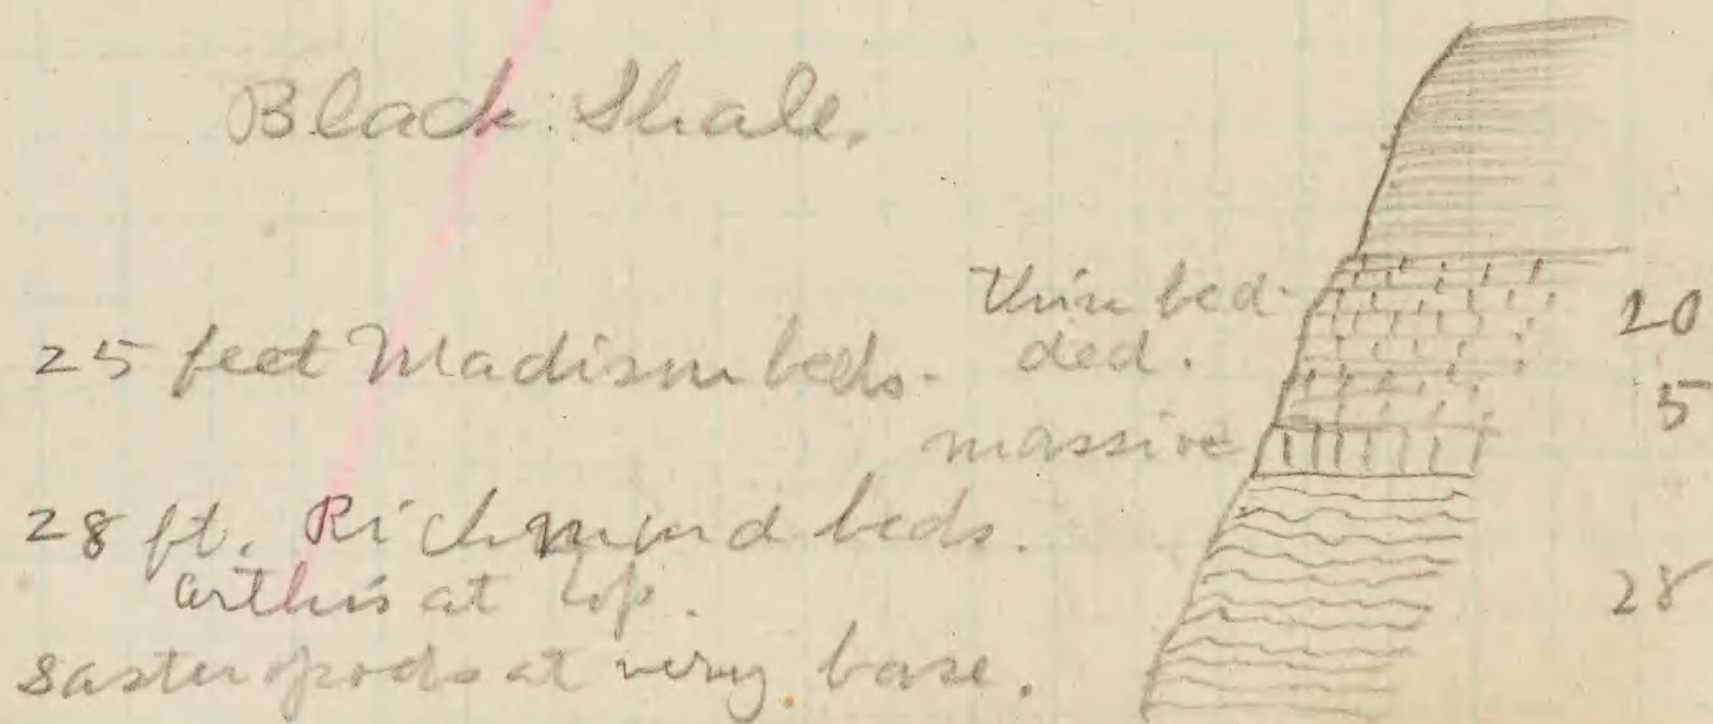 Black Shale.
Thin bed-
ded.
20
25 feet Madison beds.
5
massive
28 ft. Richmond beds.
Orthis at top.
28
Gasteropods at very base.